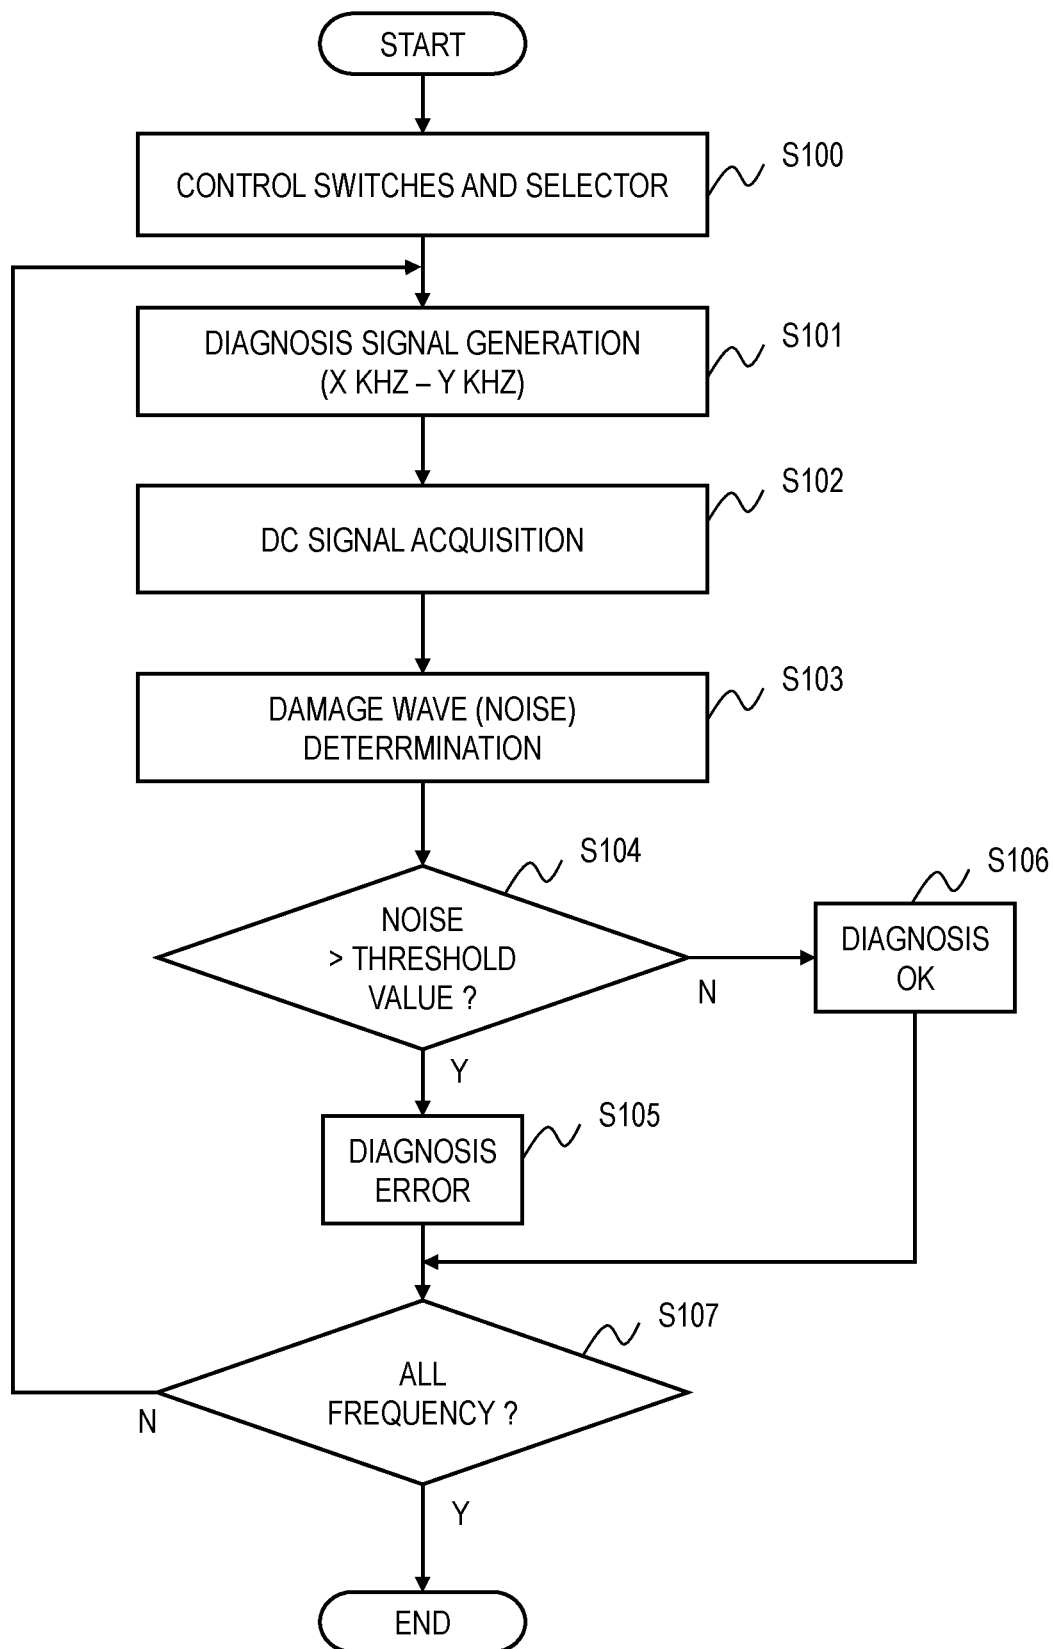 START
CONTROL SWITCHES AND SELECTOR
S100
DIAGNOSIS SIGNAL GENERATION
(X KHZ – Y KHZ)
S101
DC SIGNAL ACQUISITION
S102
DAMAGE WAVE (NOISE)
DETERRMINATION
S103
NOISE
> THRESHOLD
VALUE ?
S104
N
DIAGNOSIS
OK
S106
Y
DIAGNOSIS
ERROR
S105
ALL
FREQUENCY ?
S107
N
Y
END